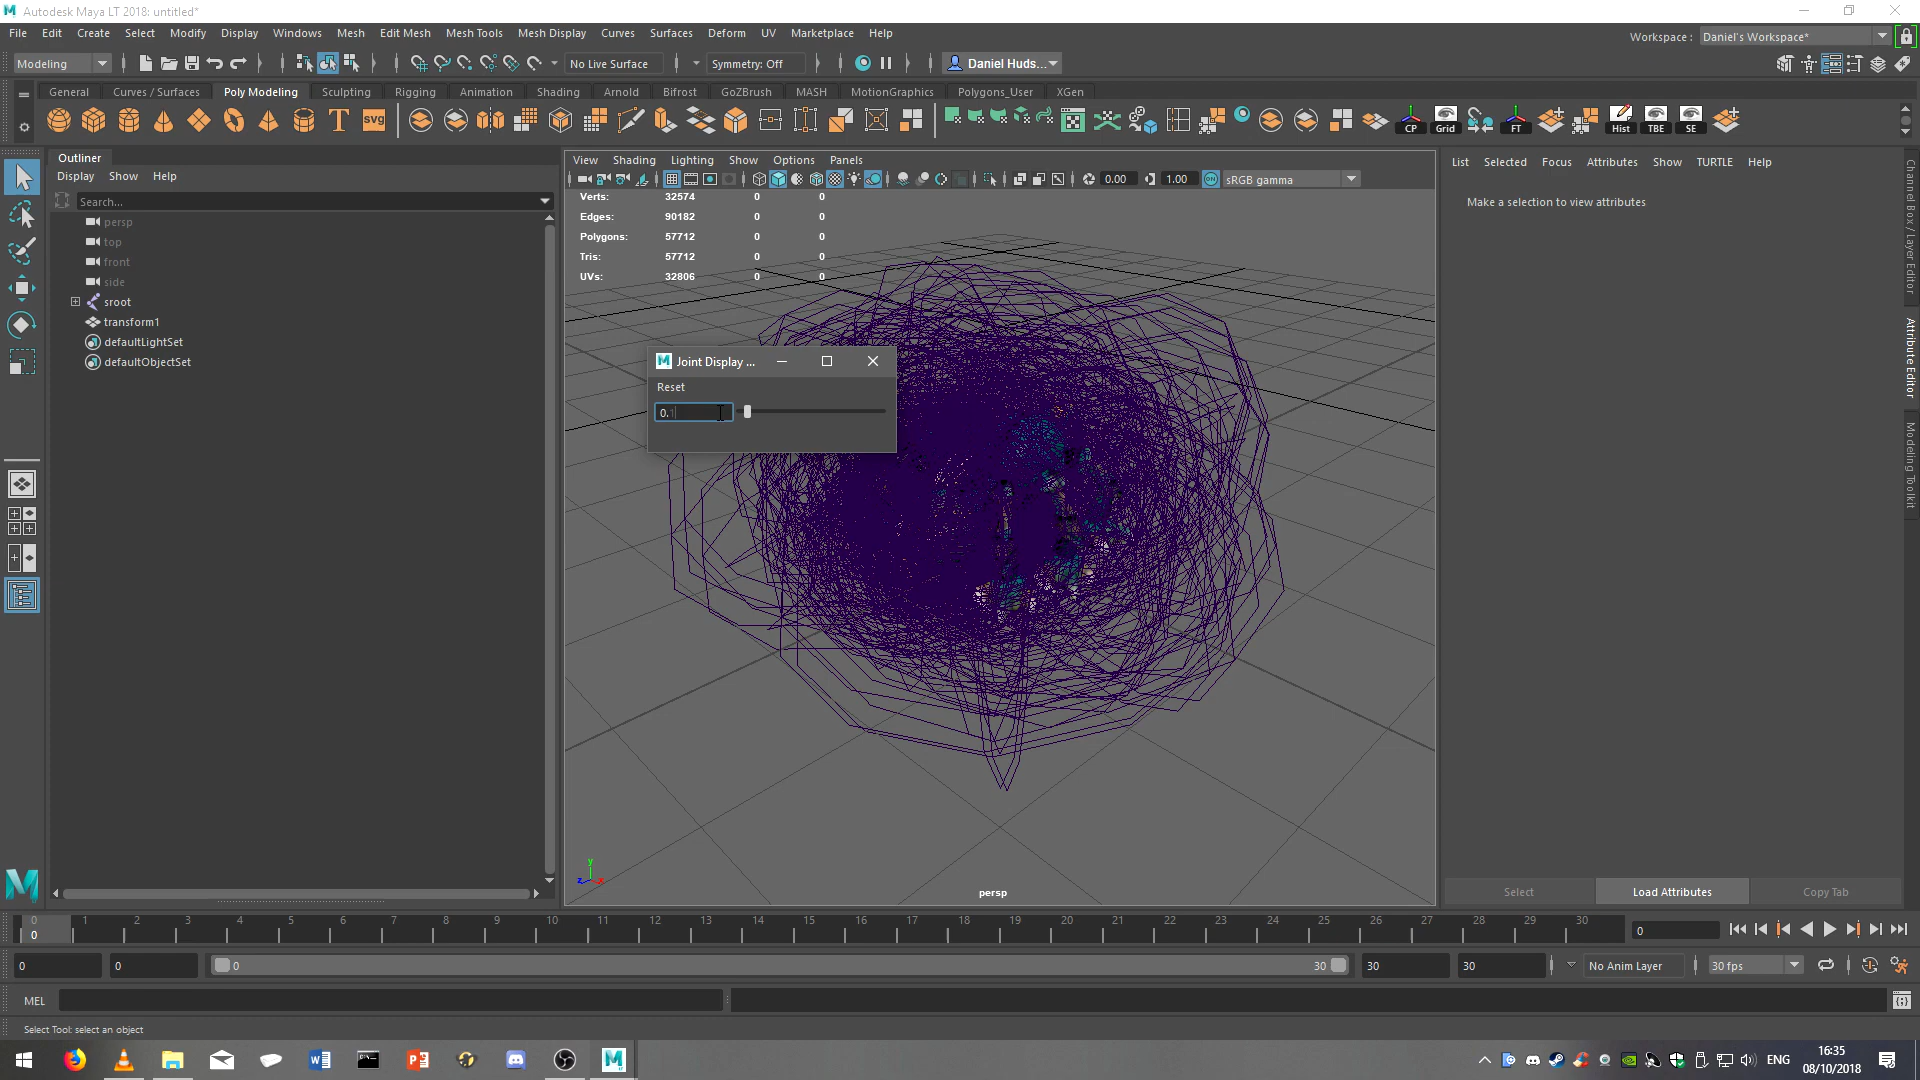 Autodesk Maya LT 2018: untitled*
File Edit Create Select Modify Display Windows Mesh Edit Mesh Mesh Tools Mesh Display Curves Surfaces Deform UV Marketplace Help
Workspace : Daniel's Workspace*
Modeling No Live Surface Symmetry: Off Daniel Huds...
General Curves / Surfaces Poly Modeling Sculpting Rigging Animation Shading Arnold Bifrost GoZBrush MASH MotionGraphics Polygons_User XGen
T SVG CP Grid FT Hist TBE SE
Outliner
Display Show Help
Search...
persp
top
front
side
sroot
transform1
defaultLightSet
defaultObjectSet
View Shading Lighting Show Options Panels
0.00 1.00 ON sRGB gamma
Verts: 32574 0 0
Edges: 90182 0 0
Polygons: 57712 0 0
Tris: 57712 0 0
UVs: 32806 0 0
Joint Display ...
Reset
0.1
y
z x
persp
List Selected Focus Attributes Show TURTLE Help
Make a selection to view attributes
Channel Box / Layer Editor
Attribute Editor
Modeling Toolkit
Select Load Attributes Copy Tab
0 1 2 3 4 5 6 7 8 9 10 11 12 13 14 15 16 17 18 19 20 21 22 23 24 25 26 27 28 29 30
0 0
0 0 0 30 30 30 No Anim Layer 30 fps
MEL
Select Tool: select an object
ENG 16:35
08/10/2018